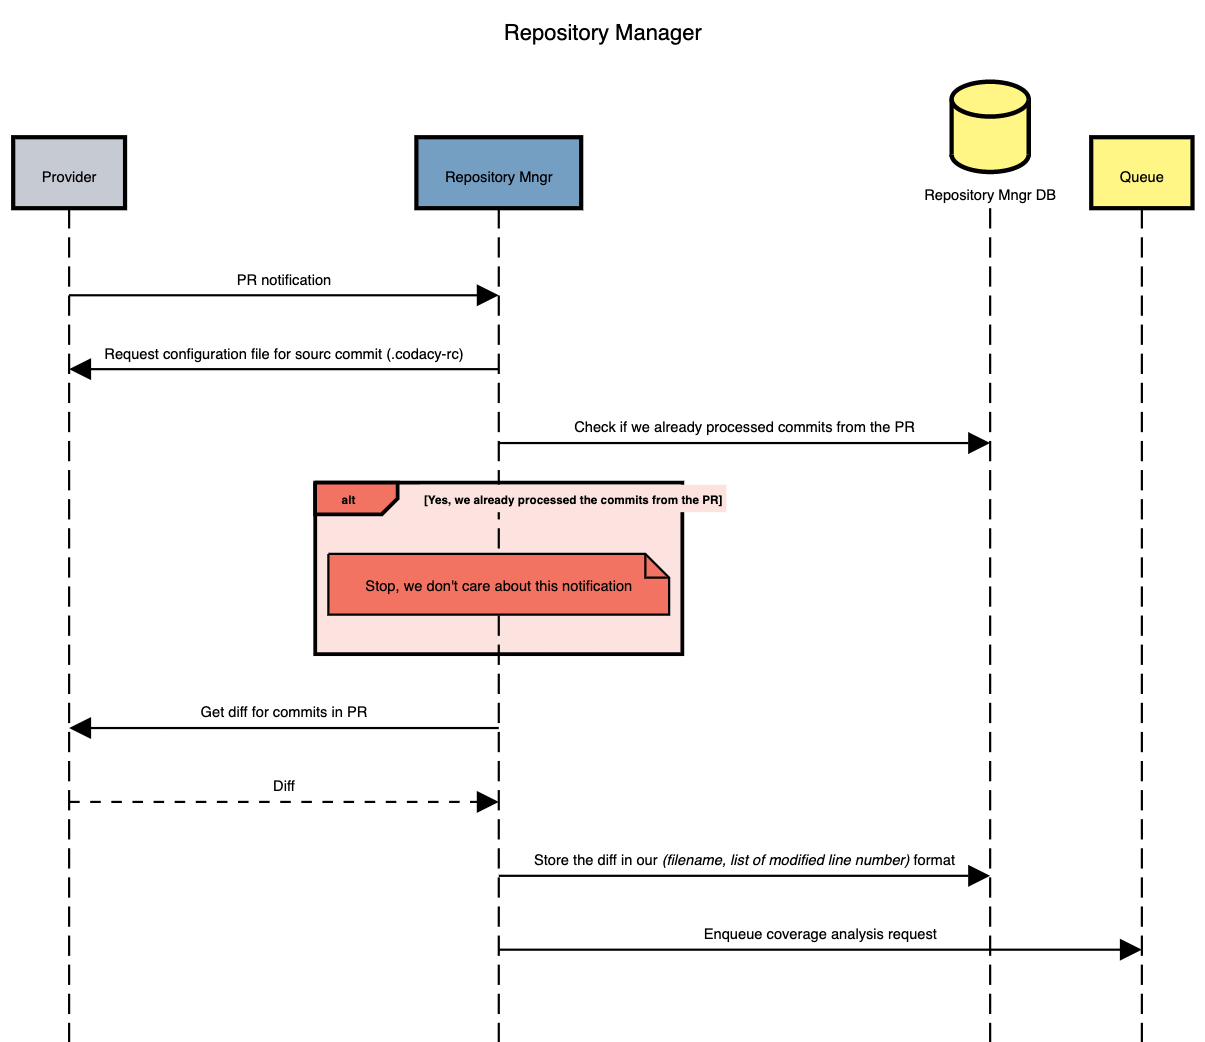 Repository Manager
Provider
Repository Mngr
Repository Mngr DB
Queue
PR notification
Request configuration file for sourc commit (.codacy-rc)
Check if we already processed commits from the PR
alt
[Yes, we already processed the commits from the PR]
Stop, we don't care about this notification
Get diff for commits in PR
Diff
Store the diff in our (filename, list of modified line number) format
Enqueue coverage analysis request